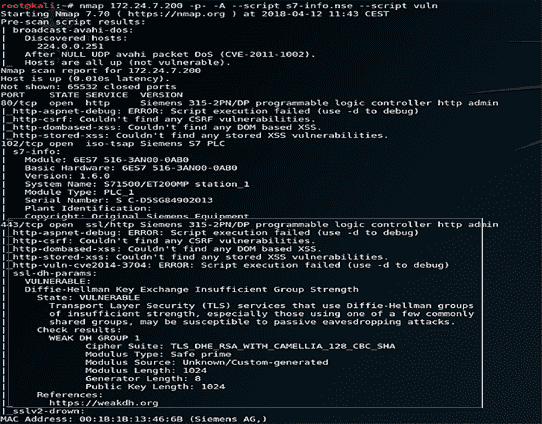 root@kali:~# nmap 172.24.7.200 -p- -A --script s7-info.nse --script vuln
Starting Nmap 7.70 ( https://nmap.org ) at 2018-04-12 11:43 CEST
Pre-scan script results:
| broadcast-avahi-dos:
|   Discovered hosts:
|     224.0.0.251
|   After NULL UDP avahi packet DoS (CVE-2011-1002).
|_  Hosts are all up (not vulnerable).
Nmap scan report for 172.24.7.200
Host is up (0.010s latency).
Not shown: 65532 closed ports
PORT    STATE SERVICE  VERSION
80/tcp  open  http     Siemens 315-2PN/DP programmable logic controller http admin
|_http-aspnet-debug: ERROR: Script execution failed (use -d to debug)
|_http-csrf: Couldn't find any CSRF vulnerabilities.
|_http-dombased-xss: Couldn't find any DOM based XSS.
|_http-stored-xss: Couldn't find any stored XSS vulnerabilities.
102/tcp open  iso-tsap Siemens S7 PLC
| s7-info:
|   Module: 6ES7 516-3AN00-0AB0
|   Basic Hardware: 6ES7 516-3AN00-0AB0
|   Version: 1.6.0
|   System Name: S71500/ET200MP station_1
|   Module Type: PLC_1
|   Serial Number: S C-D5SG84902013
|   Plant Identification:
|_  Copyright: Original Siemens Equipment
443/tcp open  ssl/http Siemens 315-2PN/DP programmable logic controller http admin
|_http-aspnet-debug: ERROR: Script execution failed (use -d to debug)
|_http-csrf: Couldn't find any CSRF vulnerabilities.
|_http-dombased-xss: Couldn't find any DOM based XSS.
|_http-stored-xss: Couldn't find any stored XSS vulnerabilities.
|_http-vuln-cve2014-3704: ERROR: Script execution failed (use -d to debug)
| ssl-dh-params:
|   VULNERABLE:
|   Diffie-Hellman Key Exchange Insufficient Group Strength
|     State: VULNERABLE
|       Transport Layer Security (TLS) services that use Diffie-Hellman groups
|       of insufficient strength, especially those using one of a few commonly
|       shared groups, may be susceptible to passive eavesdropping attacks.
|     Check results:
|       WEAK DH GROUP 1
|             Cipher Suite: TLS_DHE_RSA_WITH_CAMELLIA_128_CBC_SHA
|             Modulus Type: Safe prime
|             Modulus Source: Unknown/Custom-generated
|             Modulus Length: 1024
|             Generator Length: 8
|             Public Key Length: 1024
|     References:
|_      https://weakdh.org
|_sslv2-drown:
MAC Address: 00:1B:1B:13:46:6B (Siemens AG,)